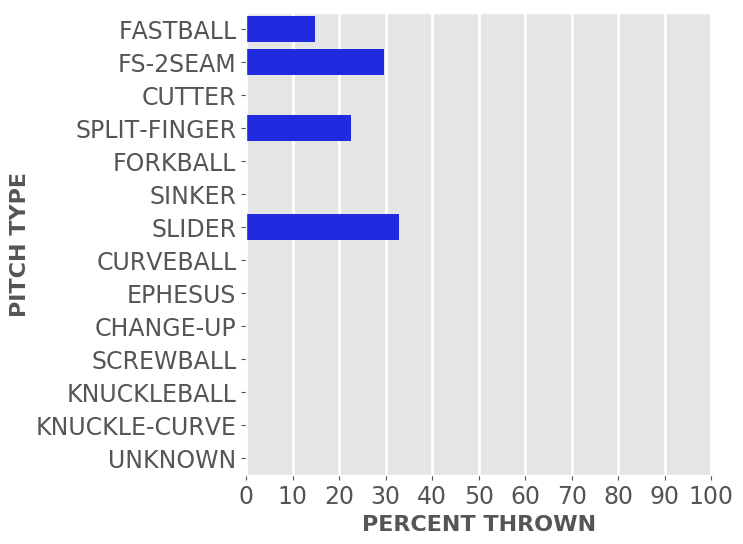 FASTBALL
FS-2SEAM
CUTTER
SPLIT-FINGER
FORKBALL
SINKER
SLIDER
CURVEBALL
EPHESUS
CHANGE-UP
SCREWBALL
KNUCKLEBALL
KNUCKLE-CURVE
UNKNOWN
PITCH TYPE
0 10 20 30 40 50 60 70 80 90 100
PERCENT THROWN